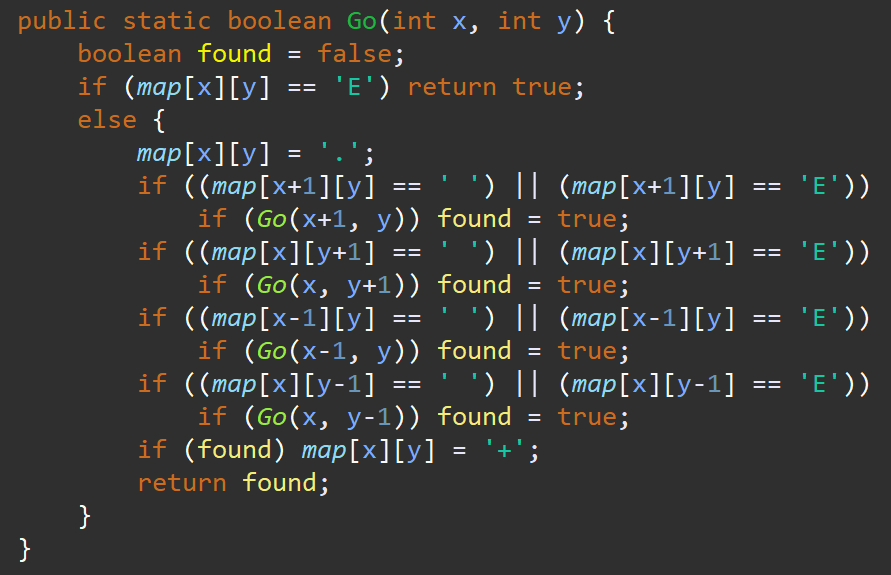 public static boolean Go(int x, int y) {
    boolean found = false;
    if (map[x][y] == 'E') return true;
    else {
        map[x][y] = '.';
        if ((map[x+1][y] == ' ') || (map[x+1][y] == 'E'))
            if (Go(x+1, y)) found = true;
        if ((map[x][y+1] == ' ') || (map[x][y+1] == 'E'))
            if (Go(x, y+1)) found = true;
        if ((map[x-1][y] == ' ') || (map[x-1][y] == 'E'))
            if (Go(x-1, y)) found = true;
        if ((map[x][y-1] == ' ') || (map[x][y-1] == 'E'))
            if (Go(x, y-1)) found = true;
        if (found) map[x][y] = '+';
        return found;
    }
}